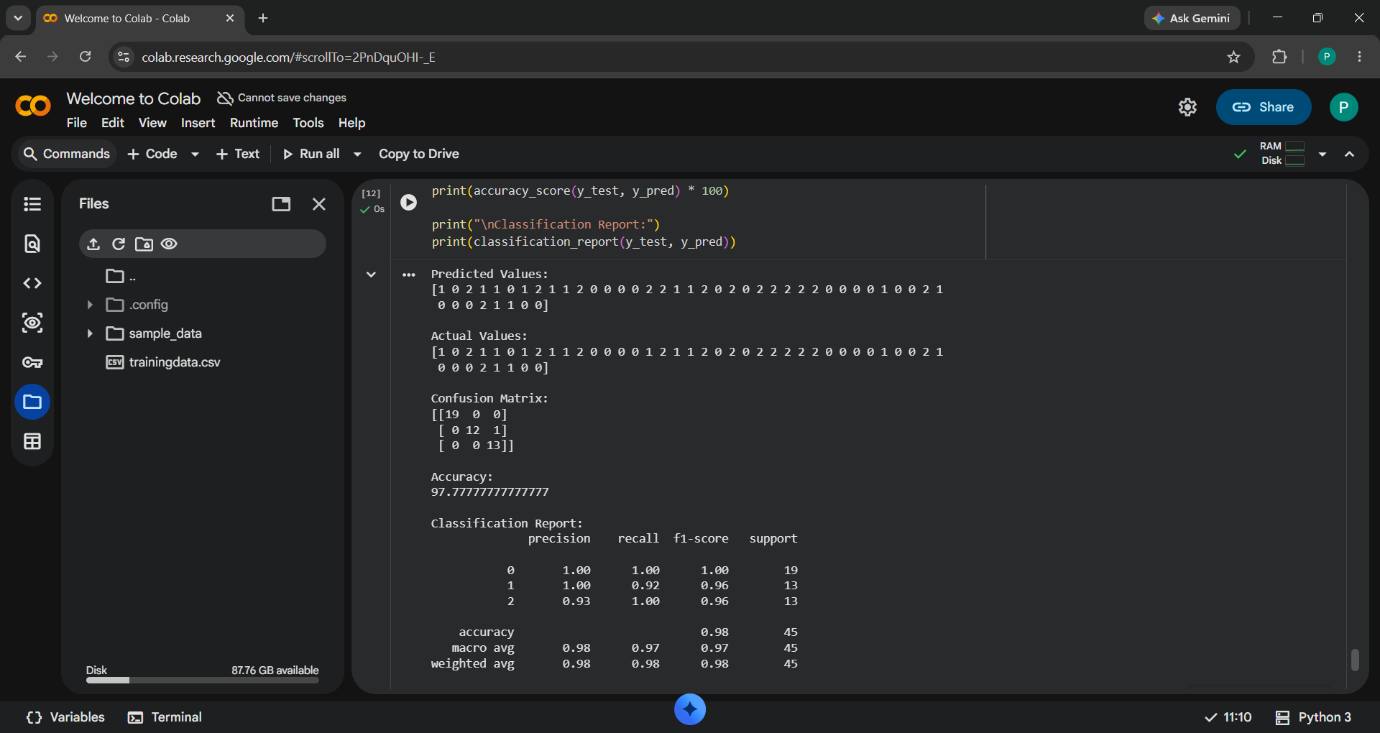 Welcome to Colab - Colab
Ask Gemini
colab.research.google.com/#scrollTo=2PnDquOHI-_E
P
Welcome to Colab Cannot save changes
File Edit View Insert Runtime Tools Help
Share
P
Commands + Code + Text Run all Copy to Drive
RAM
Disk
Files
..
.config
sample_data
CSV trainingdata.csv
Disk 87.76 GB available
[12]
0s
print(accuracy_score(y_test, y_pred) * 100)
print("\nClassification Report:")
print(classification_report(y_test, y_pred))
Predicted Values:
[1 0 2 1 1 0 1 2 1 1 2 0 0 0 0 2 2 1 1 2 0 2 0 2 2 2 2 2 0 0 0 0 1 0 0 2 1
0 0 0 2 1 1 0 0]
Actual Values:
[1 0 2 1 1 0 1 2 1 1 2 0 0 0 0 1 2 1 1 2 0 2 0 2 2 2 2 2 0 0 0 0 1 0 0 2 1
0 0 0 2 1 1 0 0]
Confusion Matrix:
[[19 0 0]
[ 0 12 1]
[ 0 0 13]]
Accuracy:
97.77777777777777
Classification Report:
precision recall f1-score support
0 1.00 1.00 1.00 19
1 1.00 0.92 0.96 13
2 0.93 1.00 0.96 13
accuracy 0.98 45
macro avg 0.98 0.97 0.97 45
weighted avg 0.98 0.98 0.98 45
Variables Terminal
11:10 Python 3